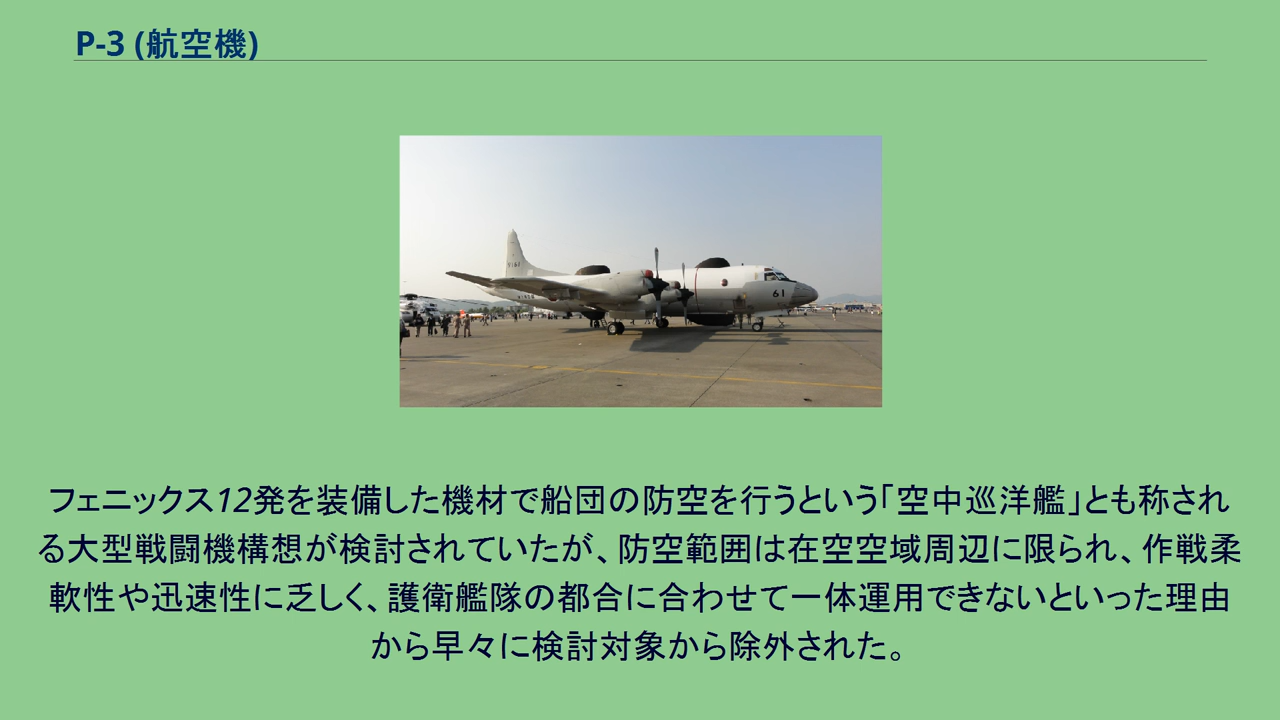 P-3 (航空機)
61
フェニックス12発を装備した機材で船団の防空を行うという「空中巡洋艦」とも称され
る大型戦闘機構想が検討されていたが、防空範囲は在空空域周辺に限られ、作戦柔
軟性や迅速性に乏しく、護衛艦隊の都合に合わせて一体運用できないといった理由
から早々に検討対象から除外された。